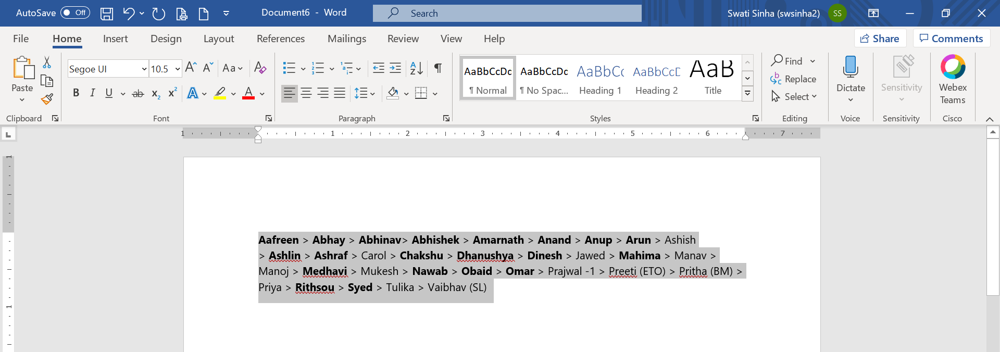 AutoSave Off Document6 - Word Search Swati Sinha (swsinha2) SS
File Home Insert Design Layout References Mailings Review View Help Share Comments
Paste Segoe UI 10.5 Aa AaBbCcDc AaBbCcDc AaBbCc AaBbCcD AaB Find Replace Select Dictate Sensitivity Webex Teams
B I U ab x2 x2 A A ¶ Normal ¶ No Spac... Heading 1 Heading 2 Title
Clipboard Font Paragraph Styles Editing Voice Sensitivity Cisco
1 1 2 3 4 5 6 7
Aafreen > Abhay > Abhinav> Abhishek > Amarnath > Anand > Anup > Arun > Ashish
> Ashlin > Ashraf > Carol > Chakshu > Dhanushya > Dinesh > Jawed > Mahima > Manav >
Manoj > Medhavi > Mukesh > Nawab > Obaid > Omar > Prajwal -1 > Preeti (ETO) > Pritha (BM) >
Priya > Rithsou > Syed > Tulika > Vaibhav (SL)